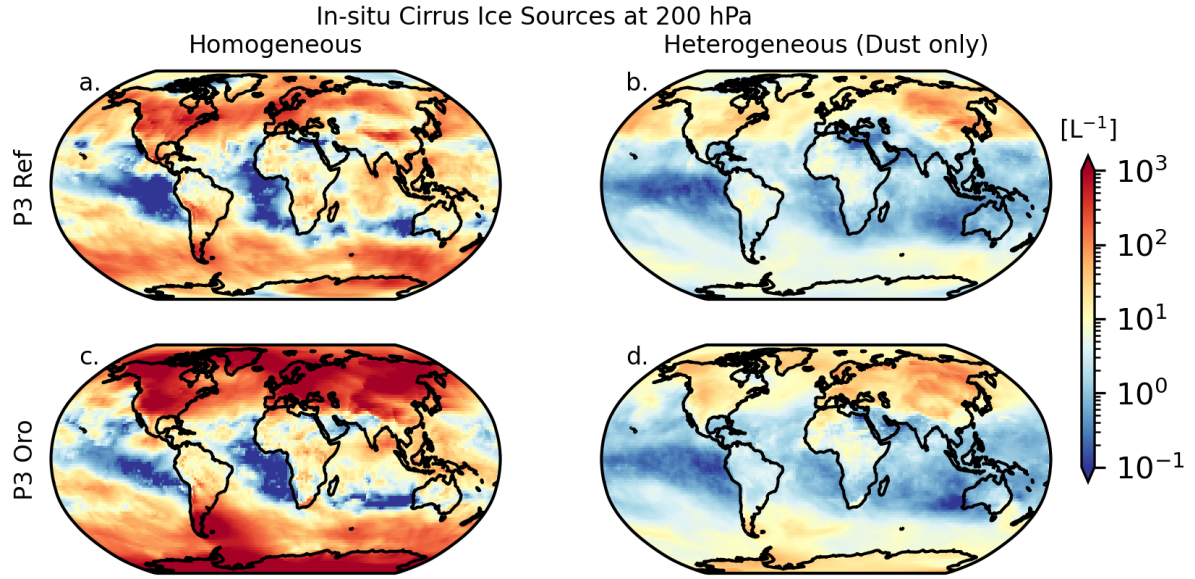 In-situ Cirrus Ice Sources at 200 hPa
Homogeneous
Heterogeneous (Dust only)
a.
b.
P3 Ref
[L⁻¹]
10³
10²
10¹
10⁰
10⁻¹
c.
d.
P3 Oro